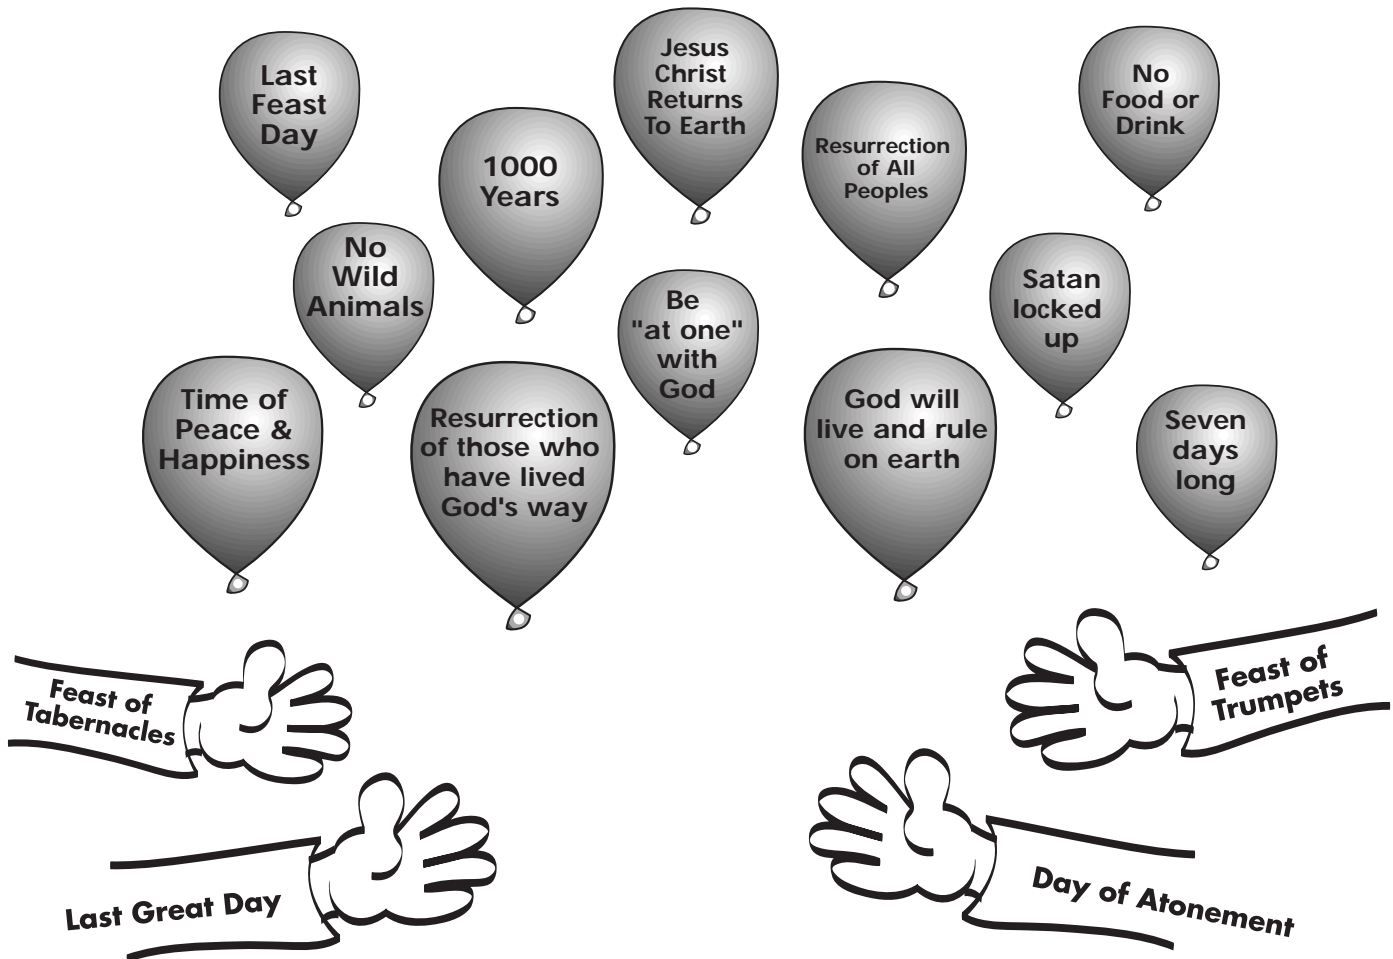 Last
Feast
Day
1000
Years
Jesus
Christ
Returns
To Earth
Resurrection
of All
Peoples
No
Food or
Drink
No
Wild
Animals
Be
"at one"
with
God
Satan
locked
up
Time of
Peace &
Happiness
Resurrection
of those who
have lived
God's way
God will
live and rule
on earth
Seven
days
long
Feast of
Tabernacles
Feast of
Trumpets
Last Great Day
Day of Atonement